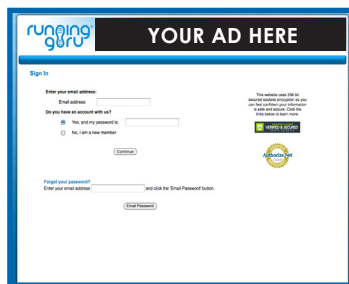 running
guru
YOUR AD HERE
Sign In
Enter your email address:
Email address:
Do you have an account with us?
Yes, and my password is:
No, I am a new member
Continue
This website uses 256 bit
secured sockets encryption so you
can feel confident your information
is safe and secure. Click the
links below to learn more.
VERIFIED & SECURED
Authorize.Net
Forgot your password?
Enter your email address
and click the 'Email Password' button.
Email Password